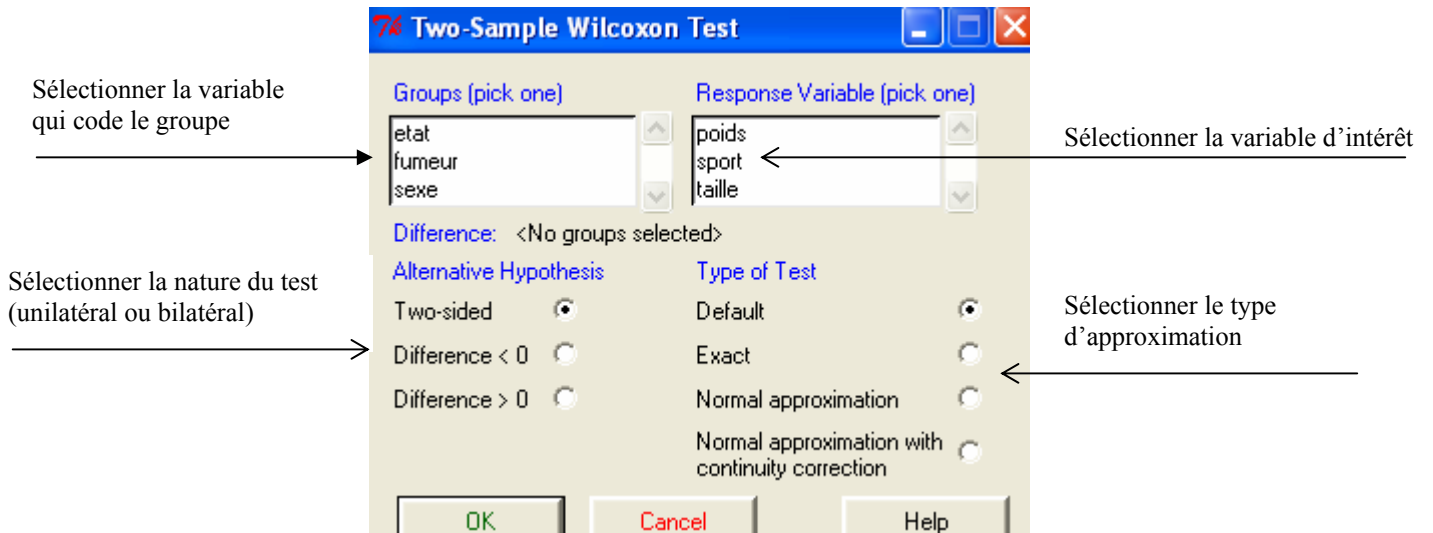 Two-Sample Wilcoxon Test
Sélectionner la variable
qui code le groupe
Groups (pick one)
etat
fumeur
sexe
Response Variable (pick one)
poids
sport
taille
Sélectionner la variable d’intérêt
Difference: <No groups selected>
Sélectionner la nature du test
(unilatéral ou bilatéral)
Alternative Hypothesis
Two-sided
Difference < 0
Difference > 0
Type of Test
Default
Exact
Normal approximation
Normal approximation with
continuity correction
Sélectionner le type
d’approximation
OK
Cancel
Help